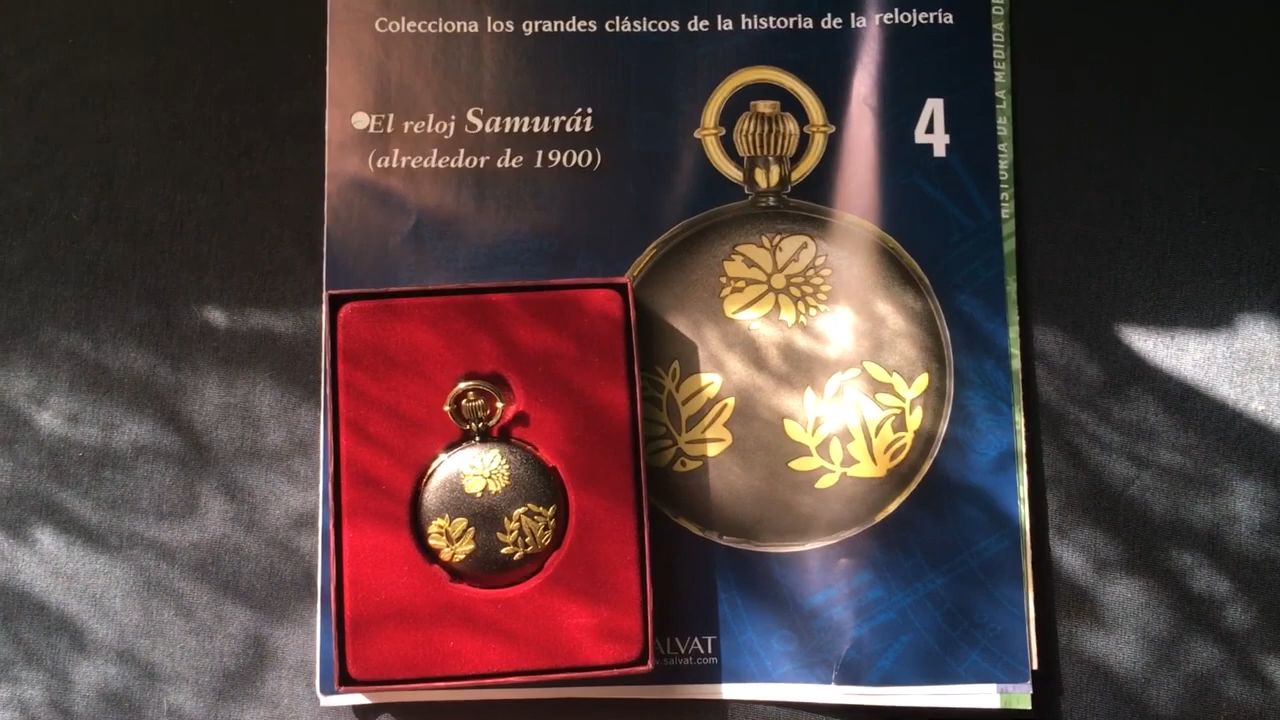 Colecciona los grandes clásicos de la historia de la relojería
El reloj Samurái
(alrededor de 1900)
4
HISTORIA DE LA MEDIDA DE
ALVAT
w.salvat.com